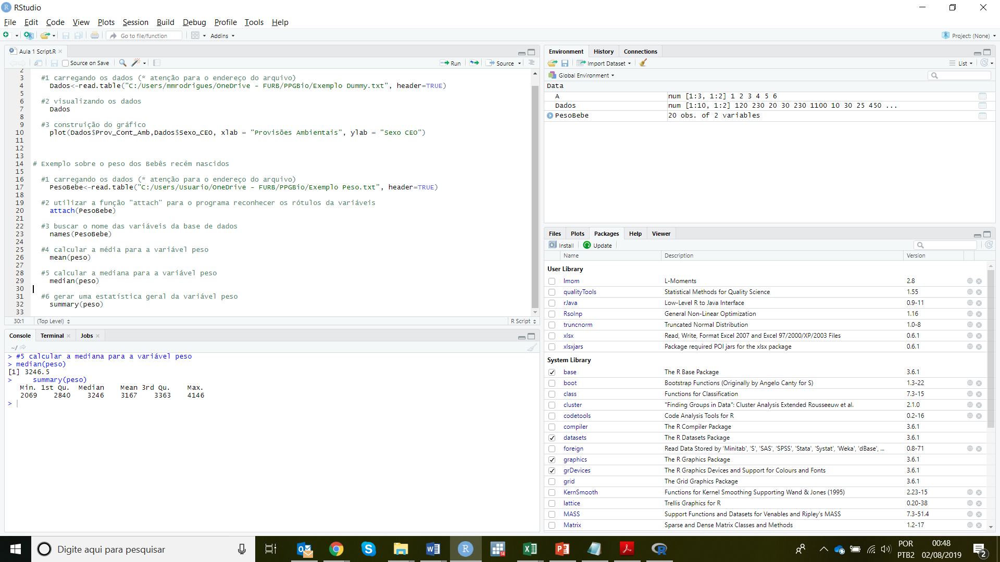 RStudio
File Edit Code View Plots Session Build Debug Profile Tools Help
Go to file/function Addins Project: (None)
Aula 1 Script.R
Source on Save Run Source
2
3 #1 carregando os dados (* atenção para o endereço do arquivo)
4 Dados<-read.table("C:/Users/mmrodrigues/OneDrive - FURB/PPGBio/Exemplo Dummy.txt", header=TRUE)
5
6 #2 visualizando os dados
7 Dados
8
9 #3 construição do gráfico
10 plot(Dados$Prov_Cont_Amb,Dados$Sexo_CEO, xlab = "Provisões Ambientais", ylab = "Sexo CEO")
11
12
13
14 # Exemplo sobre o peso dos Bebês recém nascidos
15
16 #1 carregando os dados (* atenção para o endereço do arquivo)
17 PesoBebe<-read.table("C:/Users/Usuario/OneDrive - FURB/PPGBio/Exemplo Peso.txt", header=TRUE)
18
19 #2 utilizar a função "attach" para o programa reconhecer os rótulos da variáveis
20 attach(PesoBebe)
21
22 #3 buscar o nome das variáveis da base de dados
23 names(PesoBebe)
24
25 #4 calcular a média para a variável peso
26 mean(peso)
27
28 #5 calcular a mediana para a variável peso
29 median(peso)
30
31 #6 gerar uma estatística geral da variável peso
32 summary(peso)
33
30:1 (Top Level) R Script
Console Terminal Jobs
~/
> #5 calcular a mediana para a variável peso
> median(peso)
[1] 3246.5
> summary(peso)
Min. 1st Qu. Median Mean 3rd Qu. Max.
2069 2840 3246 3167 3363 4146
>
Environment History Connections
Import Dataset List
Global Environment
Data
A num [1:3, 1:2] 1 2 3 4 5 6
Dados num [1:10, 1:2] 120 230 20 30 230 1100 10 30 25 450 ...
PesoBebe 20 obs. of 2 variables
Files Plots Packages Help Viewer
Install Update
Name Description Version
User Library
lmom L-Moments 2.8
qualityTools Statistical Methods for Quality Science 1.55
rJava Low-Level R to Java Interface 0.9-11
Rsolnp General Non-Linear Optimization 1.16
truncnorm Truncated Normal Distribution 1.0-8
xlsx Read, Write, Format Excel 2007 and Excel 97/2000/XP/2003 Files 0.6.1
xlsxjars Package required POI jars for the xlsx package 0.6.1
System Library
base The R Base Package 3.6.1
boot Bootstrap Functions (Originally by Angelo Canty for S) 1.3-22
class Functions for Classification 7.3-15
cluster "Finding Groups in Data": Cluster Analysis Extended Rousseeuw et al. 2.1.0
codetools Code Analysis Tools for R 0.2-16
compiler The R Compiler Package 3.6.1
datasets The R Datasets Package 3.6.1
foreign Read Data Stored by 'Minitab', 'S', 'SAS', 'SPSS', 'Stata', 'Systat', 'Weka', 'dBase', ... 0.8-71
graphics The R Graphics Package 3.6.1
grDevices The R Graphics Devices and Support for Colours and Fonts 3.6.1
grid The Grid Graphics Package 3.6.1
KernSmooth Functions for Kernel Smoothing Supporting Wand & Jones (1995) 2.23-15
lattice Trellis Graphics for R 0.20-38
MASS Support Functions and Datasets for Venables and Ripley's MASS 7.3-51.4
Matrix Sparse and Dense Matrix Classes and Methods 1.2-17
Digite aqui para pesquisar
POR
PTB2
00:48
02/08/2019
2